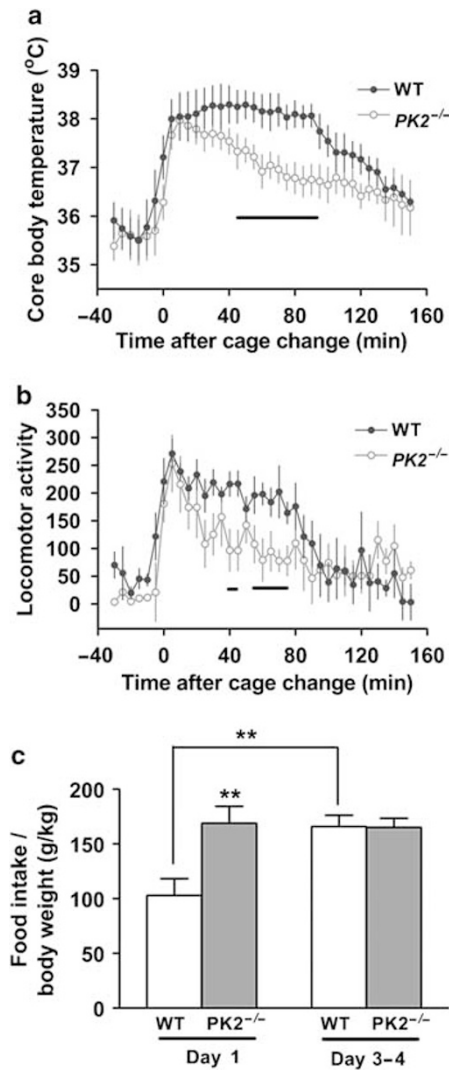 a
Core body temperature (°C)
39
38
37
36
35
WT
PK2−/−
−40 0 40 80 120 160
Time after cage change (min)
b
Locomotor activity
350
300
250
200
150
100
50
0
WT
PK2−/−
−40 0 40 80 120 160
Time after cage change (min)
c
**
**
Food intake /
body weight (g/kg)
200
150
100
50
0
WT PK2−/− WT PK2−/−
Day 1 Day 3–4